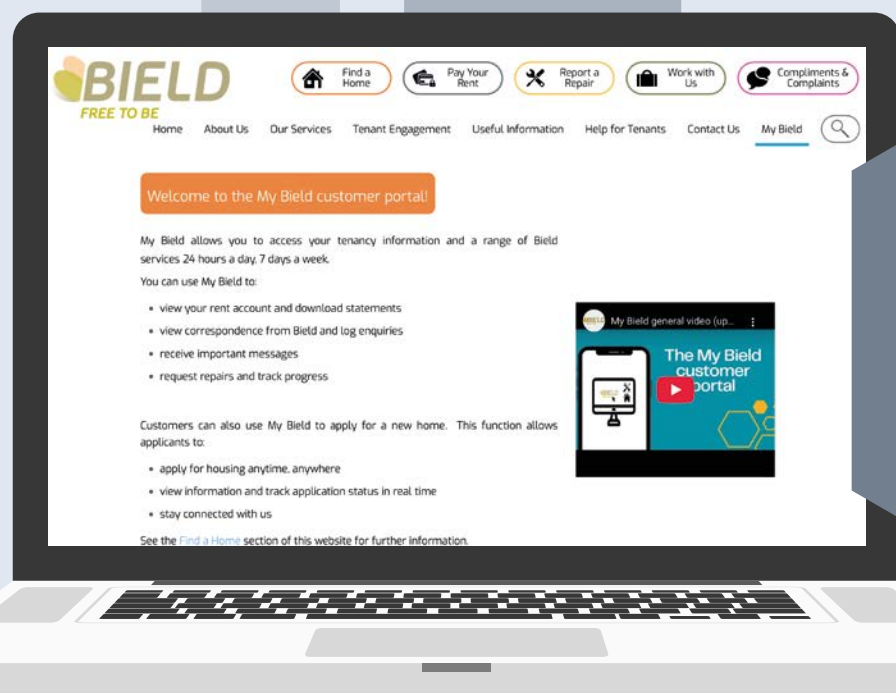 BIELD
FREE TO BE
Find a
Home
Pay Your
Rent
Report a
Repair
Work with
Us
Compliments &
Complaints
Home About Us Our Services Tenant Engagement Useful Information Help for Tenants Contact Us My Bield
Welcome to the My Bield customer portal!
My Bield allows you to access your tenancy information and a range of Bield
services 24 hours a day, 7 days a week.
You can use My Bield to:
• view your rent account and download statements
• view correspondence from Bield and log enquiries
• receive important messages
• request repairs and track progress
My Bield general video (up...
The My Bield
customer
portal
Customers can also use My Bield to apply for a new home. This function allows
applicants to:
• apply for housing anytime, anywhere
• view information and track application status in real time
• stay connected with us
See the Find a Home section of this website for further information.